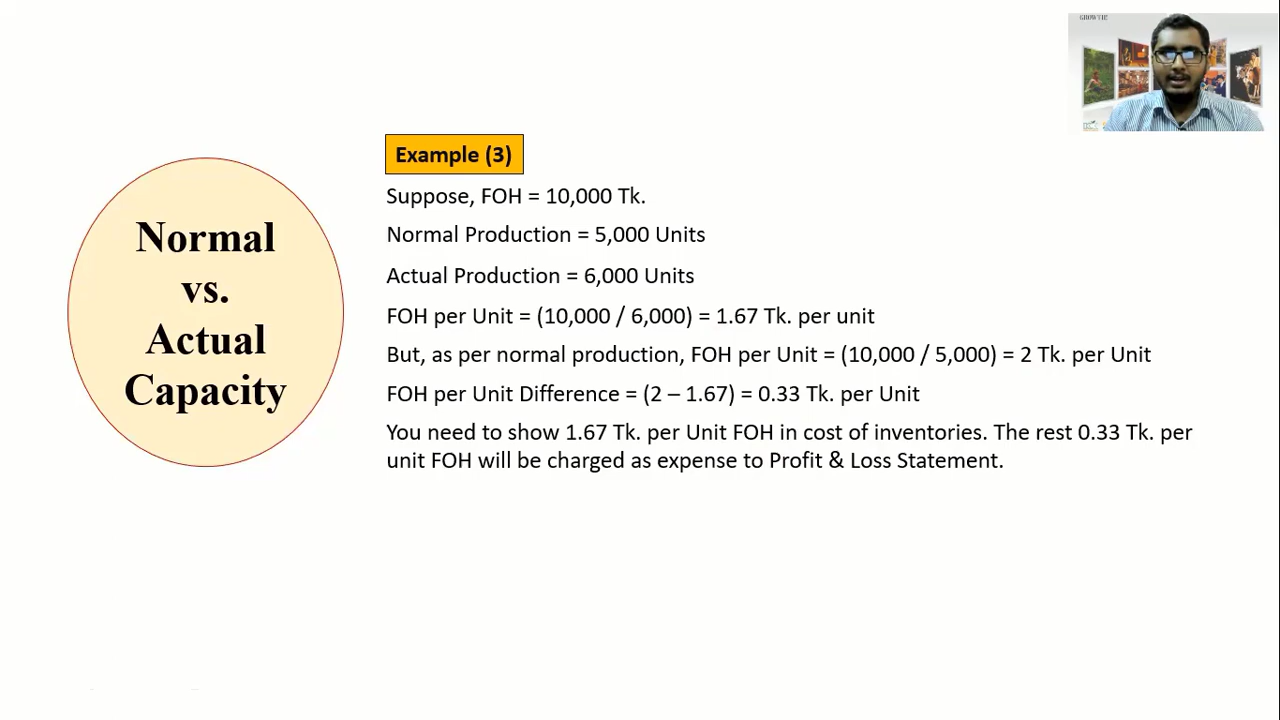 GROWTH!
Normal
vs.
Actual
Capacity
Example (3)
Suppose, FOH = 10,000 Tk.
Normal Production = 5,000 Units
Actual Production = 6,000 Units
FOH per Unit = (10,000 / 6,000) = 1.67 Tk. per unit
But, as per normal production, FOH per Unit = (10,000 / 5,000) = 2 Tk. per Unit
FOH per Unit Difference = (2 – 1.67) = 0.33 Tk. per Unit
You need to show 1.67 Tk. per Unit FOH in cost of inventories. The rest 0.33 Tk. per
unit FOH will be charged as expense to Profit & Loss Statement.